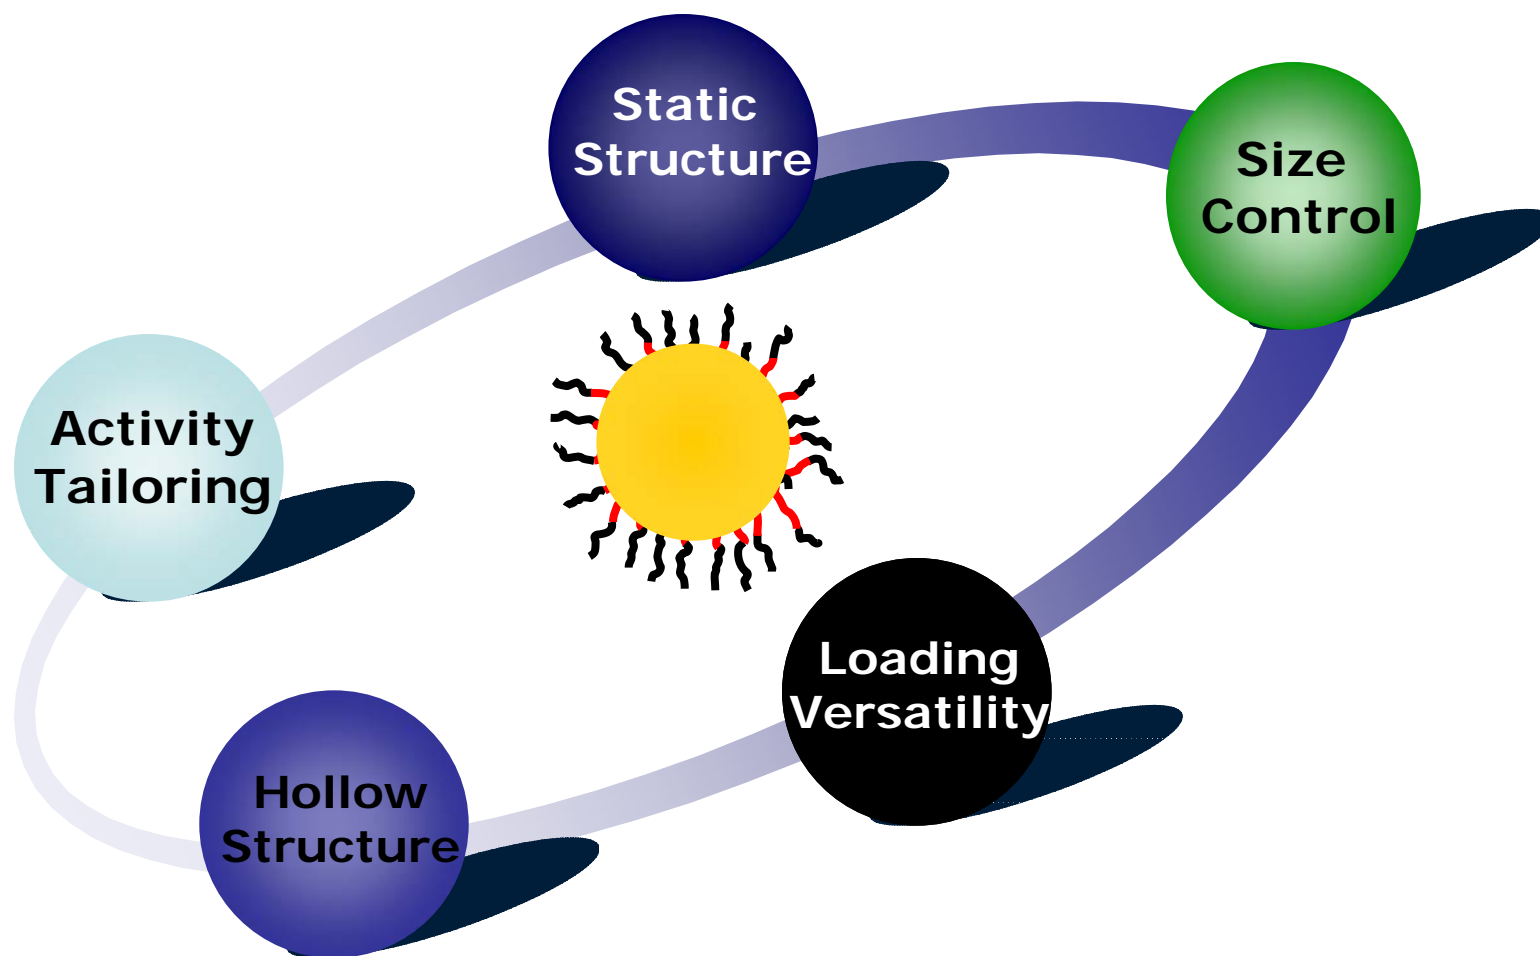 Static
Structure
Size
Control
Activity
Tailoring
Loading
Versatility
Hollow
Structure